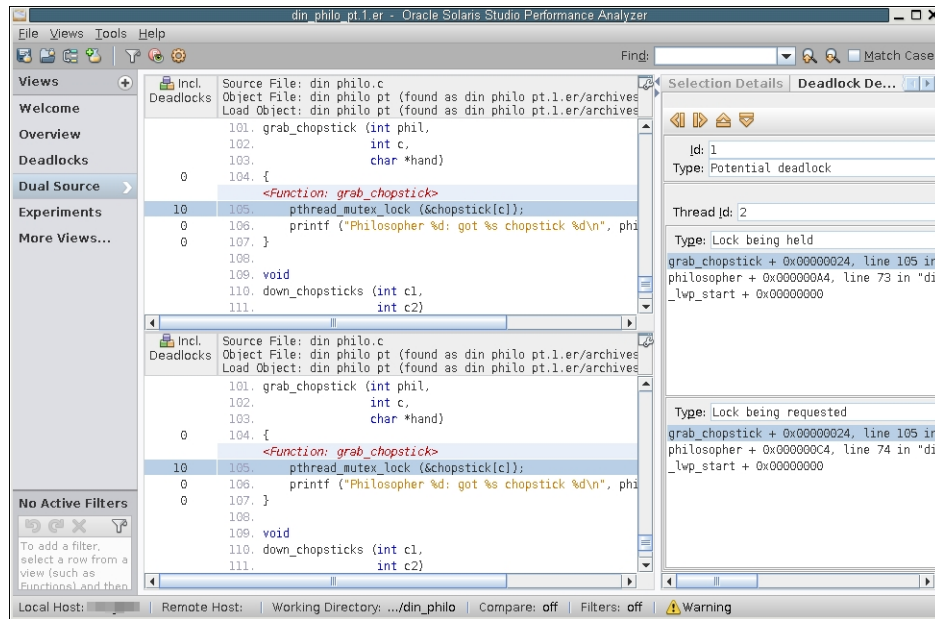 din_philo_pt.1.er - Oracle Solaris Studio Performance Analyzer
File Views Tools Help
Find: Match Case
Views
Welcome
Overview
Deadlocks
Dual Source
Experiments
More Views...
No Active Filters
To add a filter,
select a row from a
view (such as
Functions) and then
Incl.
Deadlocks
Source File: din philo.c
Object File: din philo pt (found as din philo pt.1.er/archives
Load Object: din philo pt (found as din philo pt.1.er/archives
101. grab_chopstick (int phil,
102. int c,
103. char *hand)
0 104. {
<Function: grab_chopstick>
10 105. pthread_mutex_lock (&chopstick[c]);
0 106. printf ("Philosopher %d: got %s chopstick %d\n", phi
0 107. }
108.
109. void
110. down_chopsticks (int c1,
111. int c2)
Incl.
Deadlocks
Source File: din philo.c
Object File: din philo pt (found as din philo pt.1.er/archives
Load Object: din philo pt (found as din philo pt.1.er/archives
101. grab_chopstick (int phil,
102. int c,
103. char *hand)
0 104. {
<Function: grab_chopstick>
10 105. pthread_mutex_lock (&chopstick[c]);
0 106. printf ("Philosopher %d: got %s chopstick %d\n", phi
0 107. }
108.
109. void
110. down_chopsticks (int c1,
111. int c2)
Selection Details Deadlock De...
Id: 1
Type: Potential deadlock
Thread Id: 2
Type: Lock being held
grab_chopstick + 0x00000024, line 105 in
philosopher + 0x000000A4, line 73 in "di
_lwp_start + 0x00000000
Type: Lock being requested
grab_chopstick + 0x00000024, line 105 in
philosopher + 0x000000C4, line 74 in "di
_lwp_start + 0x00000000
Local Host: Remote Host: Working Directory: .../din_philo Compare: off Filters: off Warning